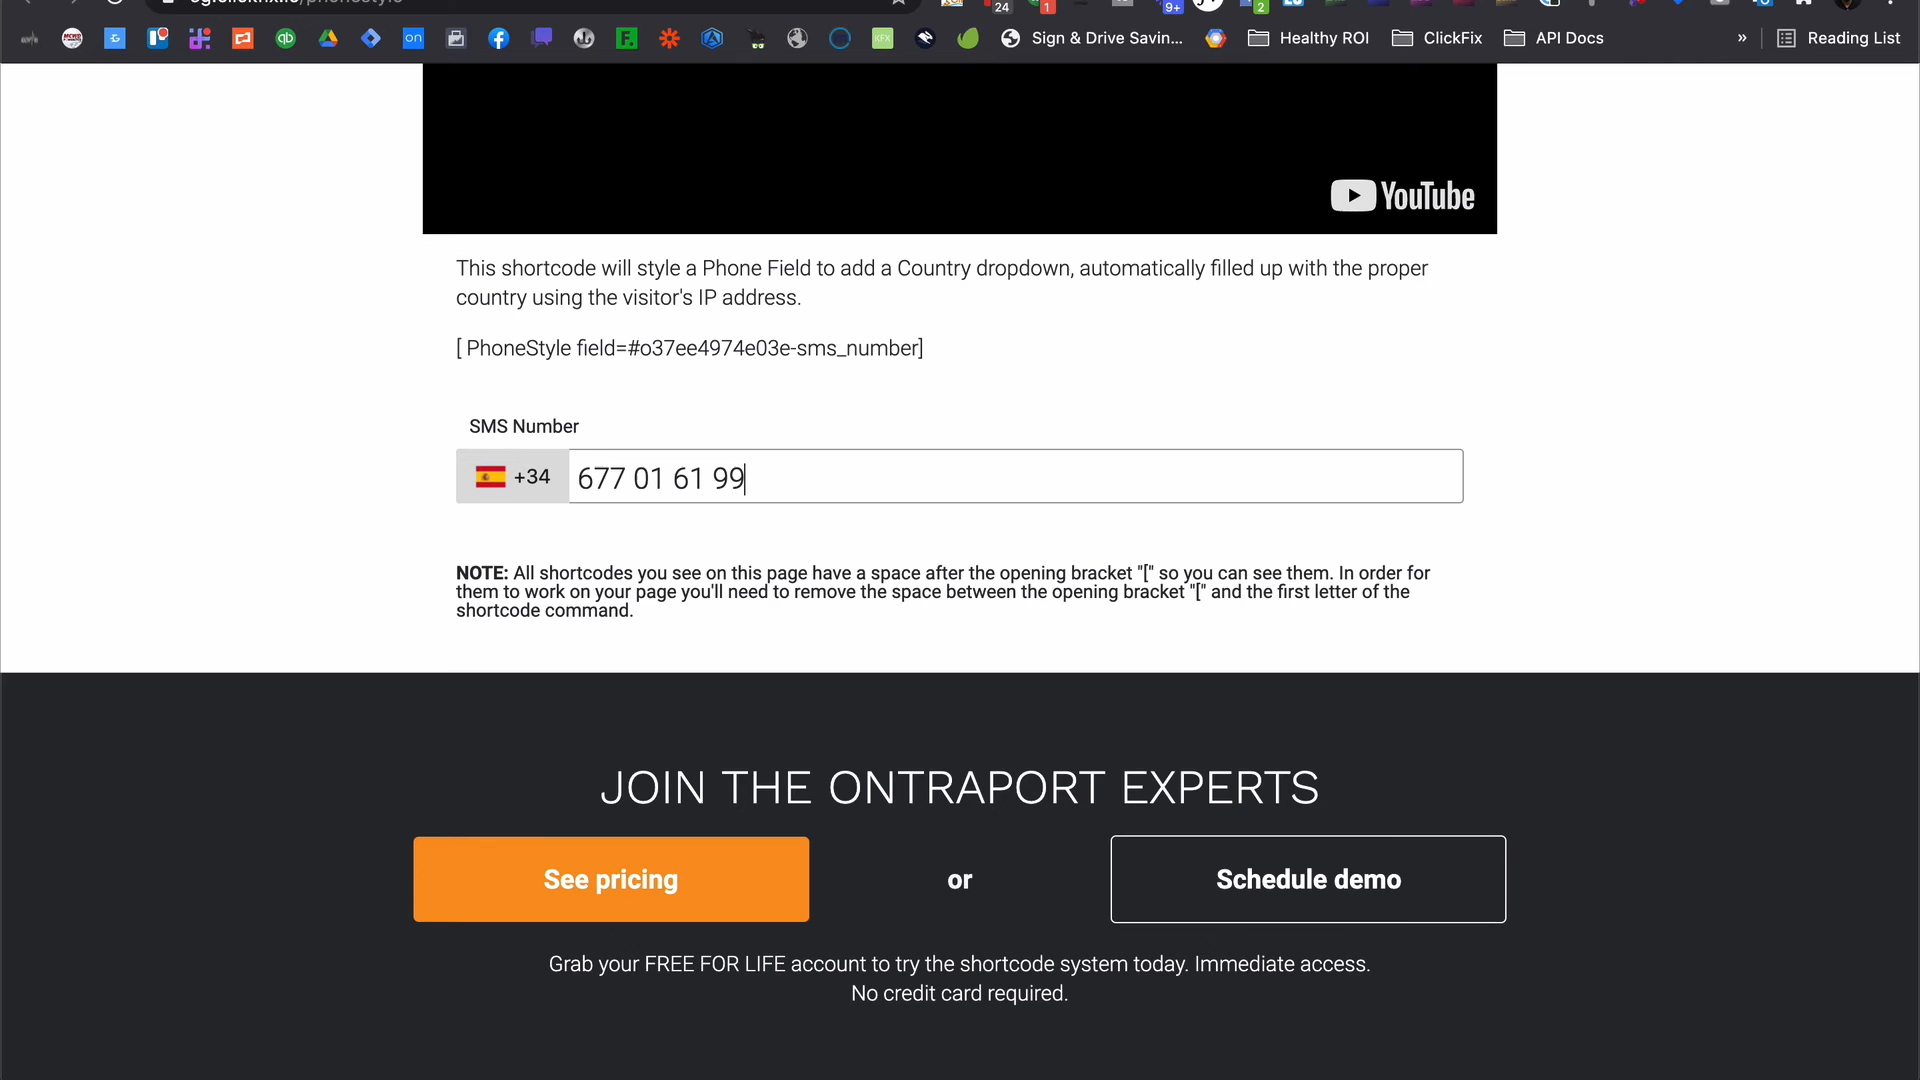 24
1
9+
2
on
KFX
Sign & Drive Savin...
Healthy ROI
ClickFix
API Docs
»
Reading List
YouTube
This shortcode will style a Phone Field to add a Country dropdown, automatically filled up with the proper
country using the visitor's IP address.
[ PhoneStyle field=#o37ee4974e03e-sms_number]
SMS Number
+34
677 01 61 99
NOTE: All shortcodes you see on this page have a space after the opening bracket "[" so you can see them. In order for
them to work on your page you'll need to remove the space between the opening bracket "[" and the first letter of the
shortcode command.
JOIN THE ONTRAPORT EXPERTS
See pricing
or
Schedule demo
Grab your FREE FOR LIFE account to try the shortcode system today. Immediate access.
No credit card required.